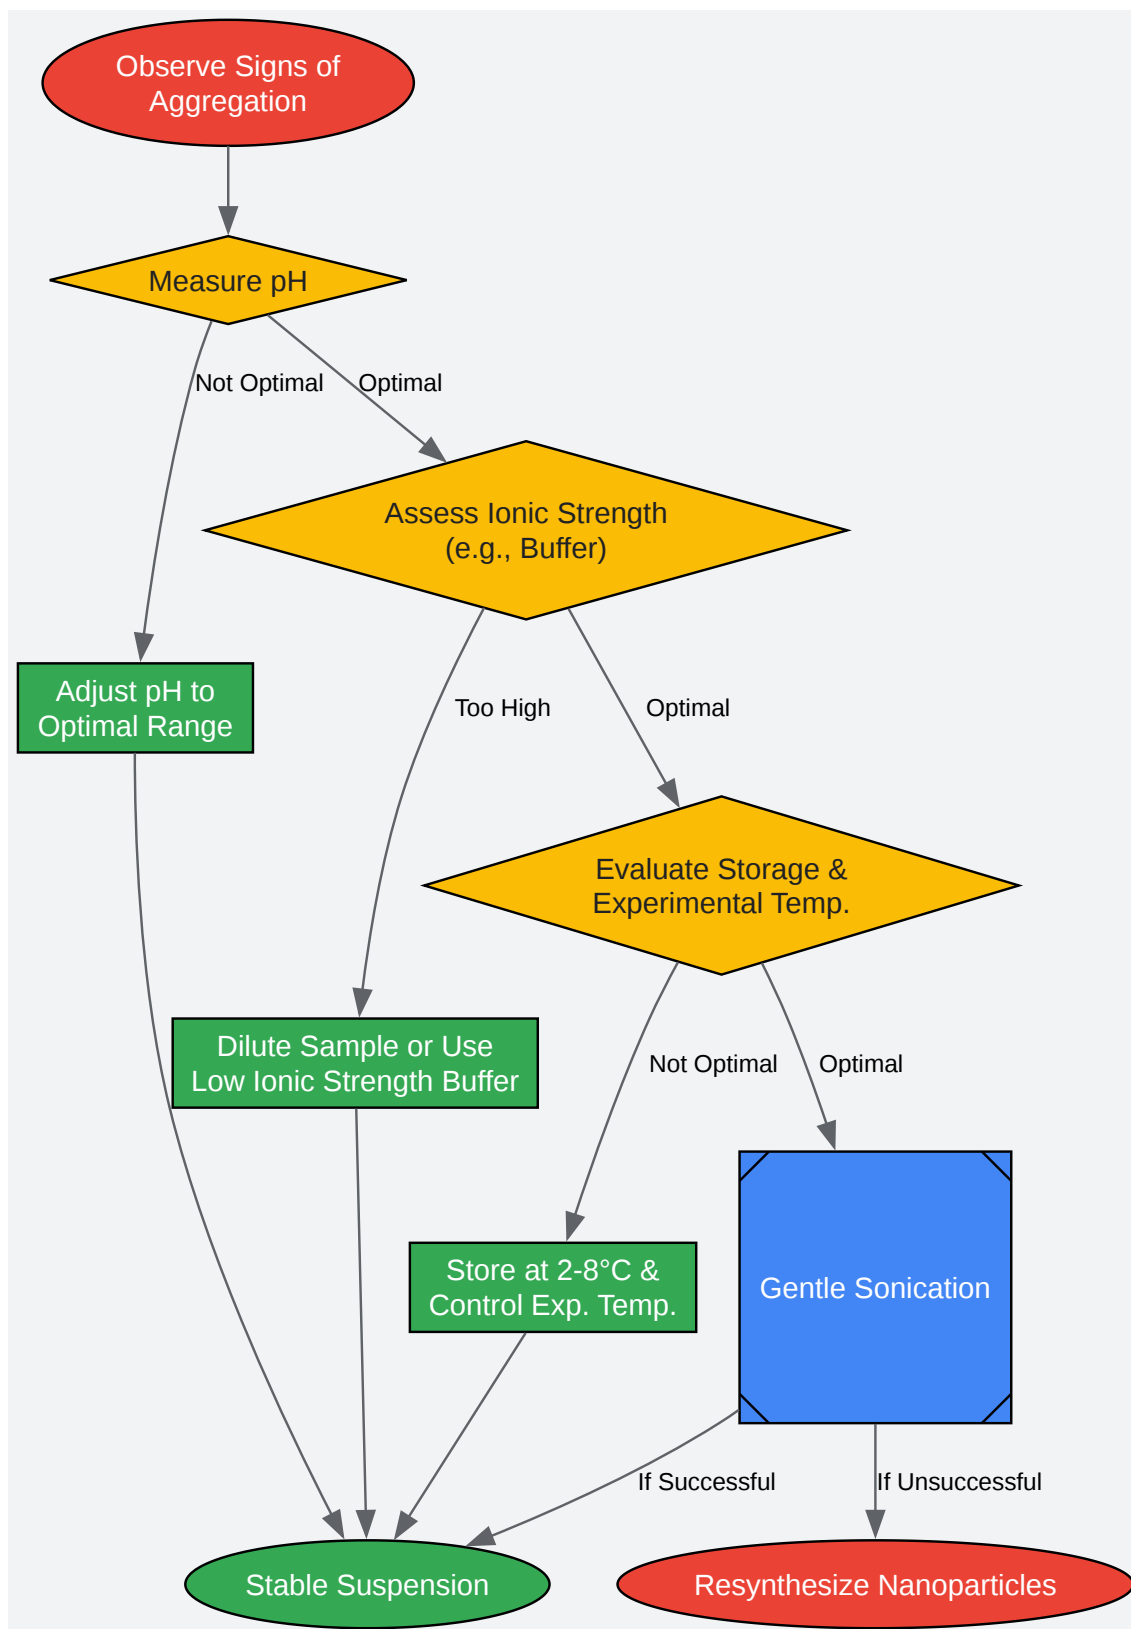 Observe Signs of
Aggregation
Measure pH
Not Optimal
Optimal
Assess Ionic Strength
(e.g., Buffer)
Adjust pH to
Optimal Range
Too High
Optimal
Evaluate Storage &
Experimental Temp.
Dilute Sample or Use
Low Ionic Strength Buffer
Not Optimal
Optimal
Store at 2-8°C &
Control Exp. Temp.
Gentle Sonication
If Successful
If Unsuccessful
Stable Suspension
Resynthesize Nanoparticles